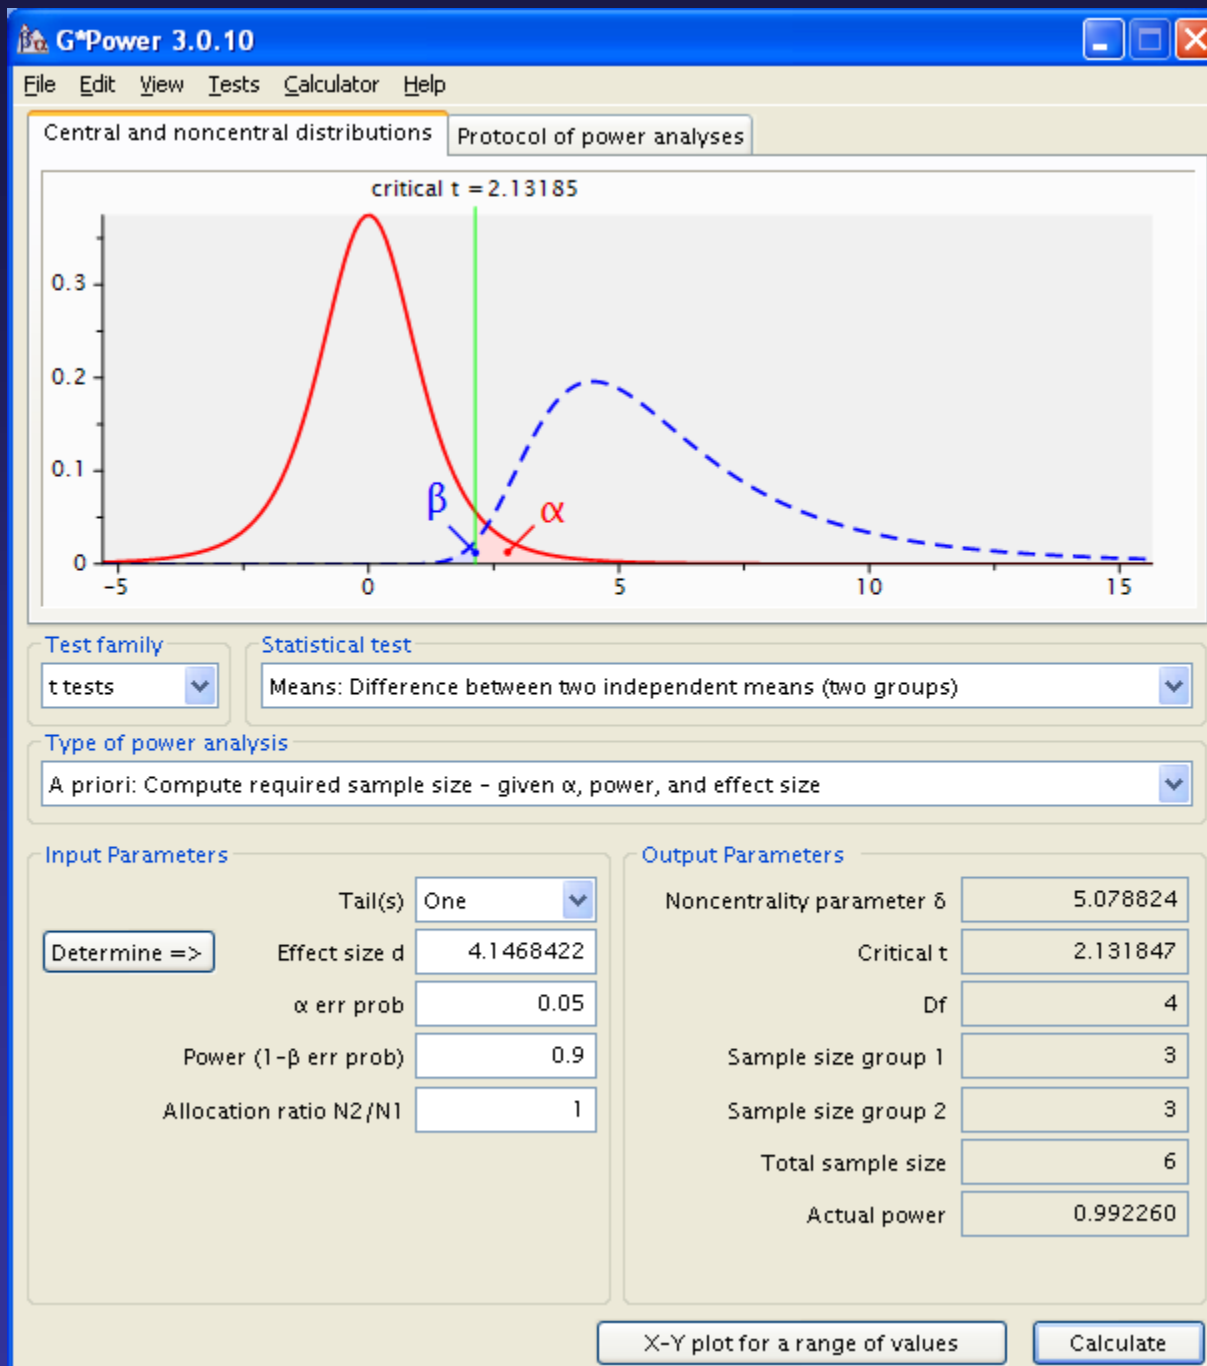 G*Power 3.0.10
File Edit View Tests Calculator Help
Central and noncentral distributions Protocol of power analyses
critical t = 2.13185
0.3
0.2
0.1
0
β α
-5 0 5 10 15
Test family Statistical test
t tests Means: Difference between two independent means (two groups)
Type of power analysis
A priori: Compute required sample size - given α, power, and effect size
Input Parameters Output Parameters
Tail(s) One Noncentrality parameter δ 5.078824
Determine => Effect size d 4.1468422 Critical t 2.131847
α err prob 0.05 Df 4
Power (1-β err prob) 0.9 Sample size group 1 3
Allocation ratio N2/N1 1 Sample size group 2 3
Total sample size 6
Actual power 0.992260
X-Y plot for a range of values Calculate